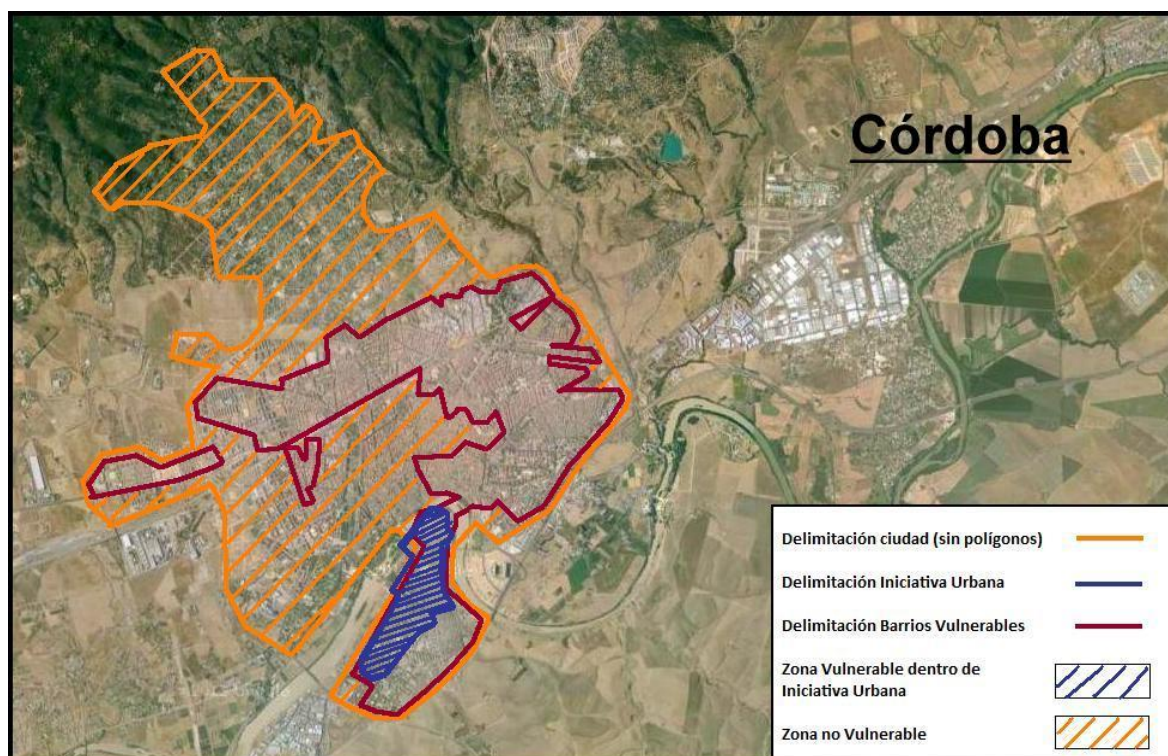 Córdoba
Delimitación ciudad (sin polígonos)
Delimitación Iniciativa Urbana
Delimitación Barrios Vulnerables
Zona Vulnerable dentro de
Iniciativa Urbana
Zona no Vulnerable